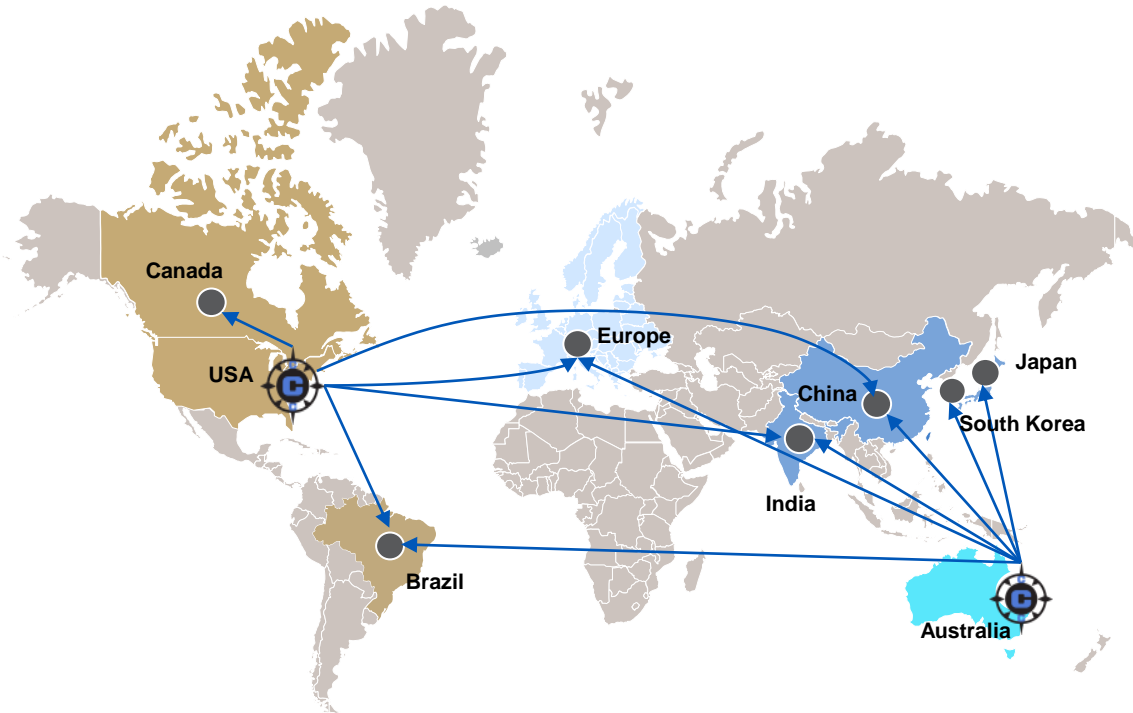 Canada
USA
Europe
Japan
China
South Korea
India
Brazil
Australia
C
C
C
C
C
C